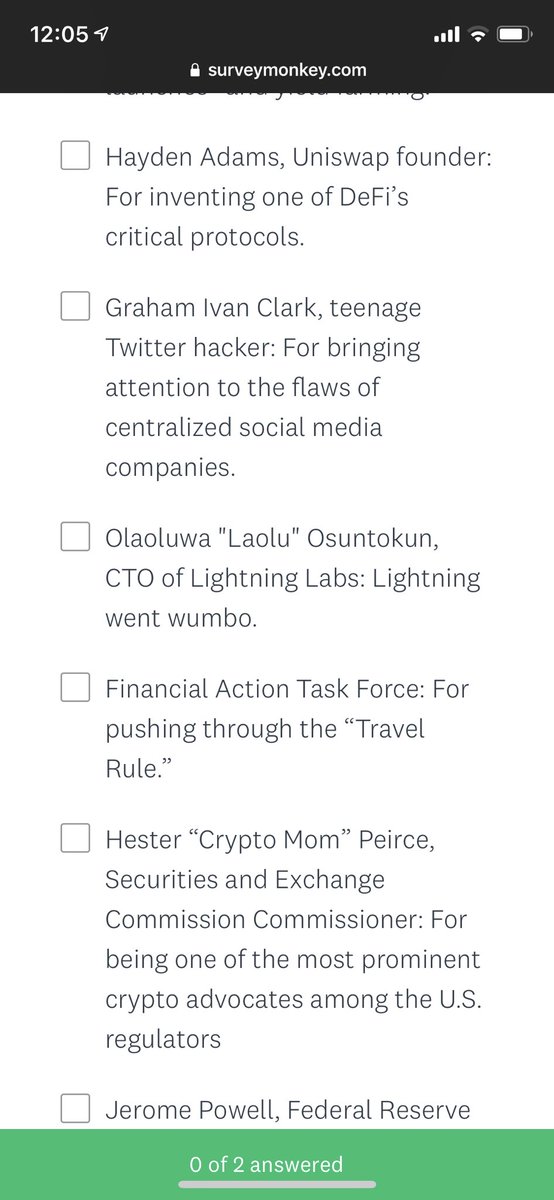 12:05
surveymonkey.com
Hayden Adams, Uniswap founder:
For inventing one of DeFi’s
critical protocols.
Graham Ivan Clark, teenage
Twitter hacker: For bringing
attention to the flaws of
centralized social media
companies.
Olaoluwa "Laolu" Osuntokun,
CTO of Lightning Labs: Lightning
went wumbo.
Financial Action Task Force: For
pushing through the “Travel
Rule.”
Hester “Crypto Mom” Peirce,
Securities and Exchange
Commission Commissioner: For
being one of the most prominent
crypto advocates among the U.S.
regulators
Jerome Powell, Federal Reserve
0 of 2 answered